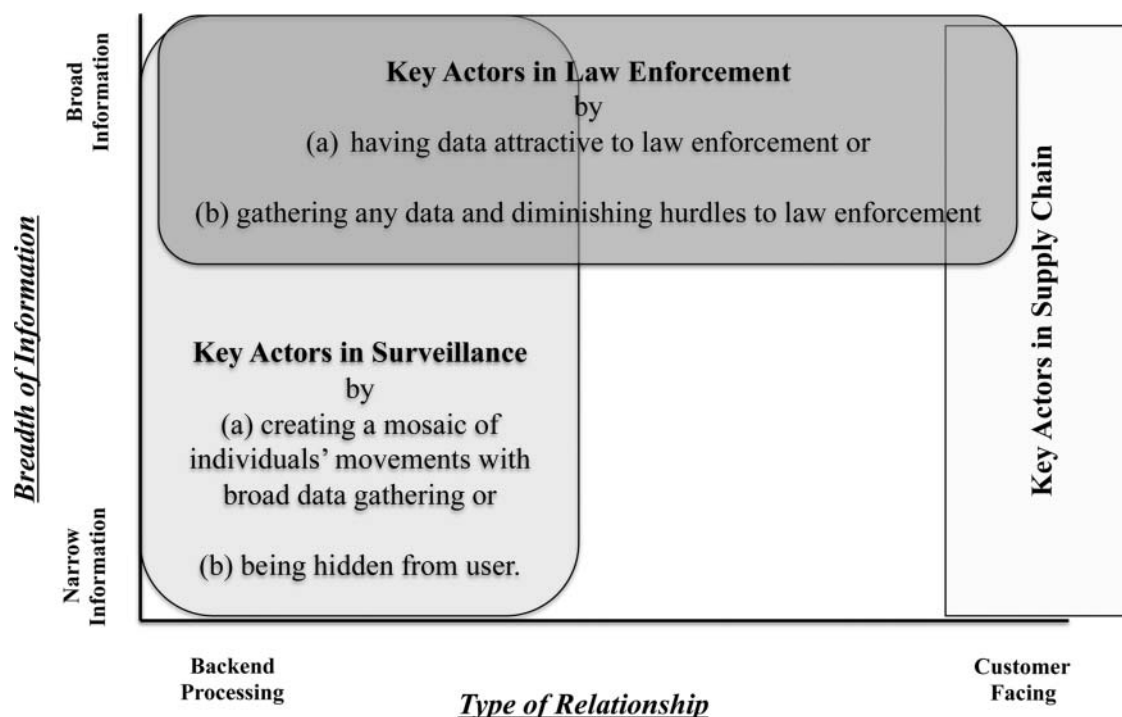 Broad
Information
Key Actors in Law Enforcement
by
(a) having data attractive to law enforcement or
(b) gathering any data and diminishing hurdles to law enforcement
Key Actors in Supply Chain
Breadth of Information
Key Actors in Surveillance
by
(a) creating a mosaic of
individuals’ movements with
broad data gathering or
(b) being hidden from user.
Narrow
Information
Backend
Processing
Type of Relationship
Customer
Facing